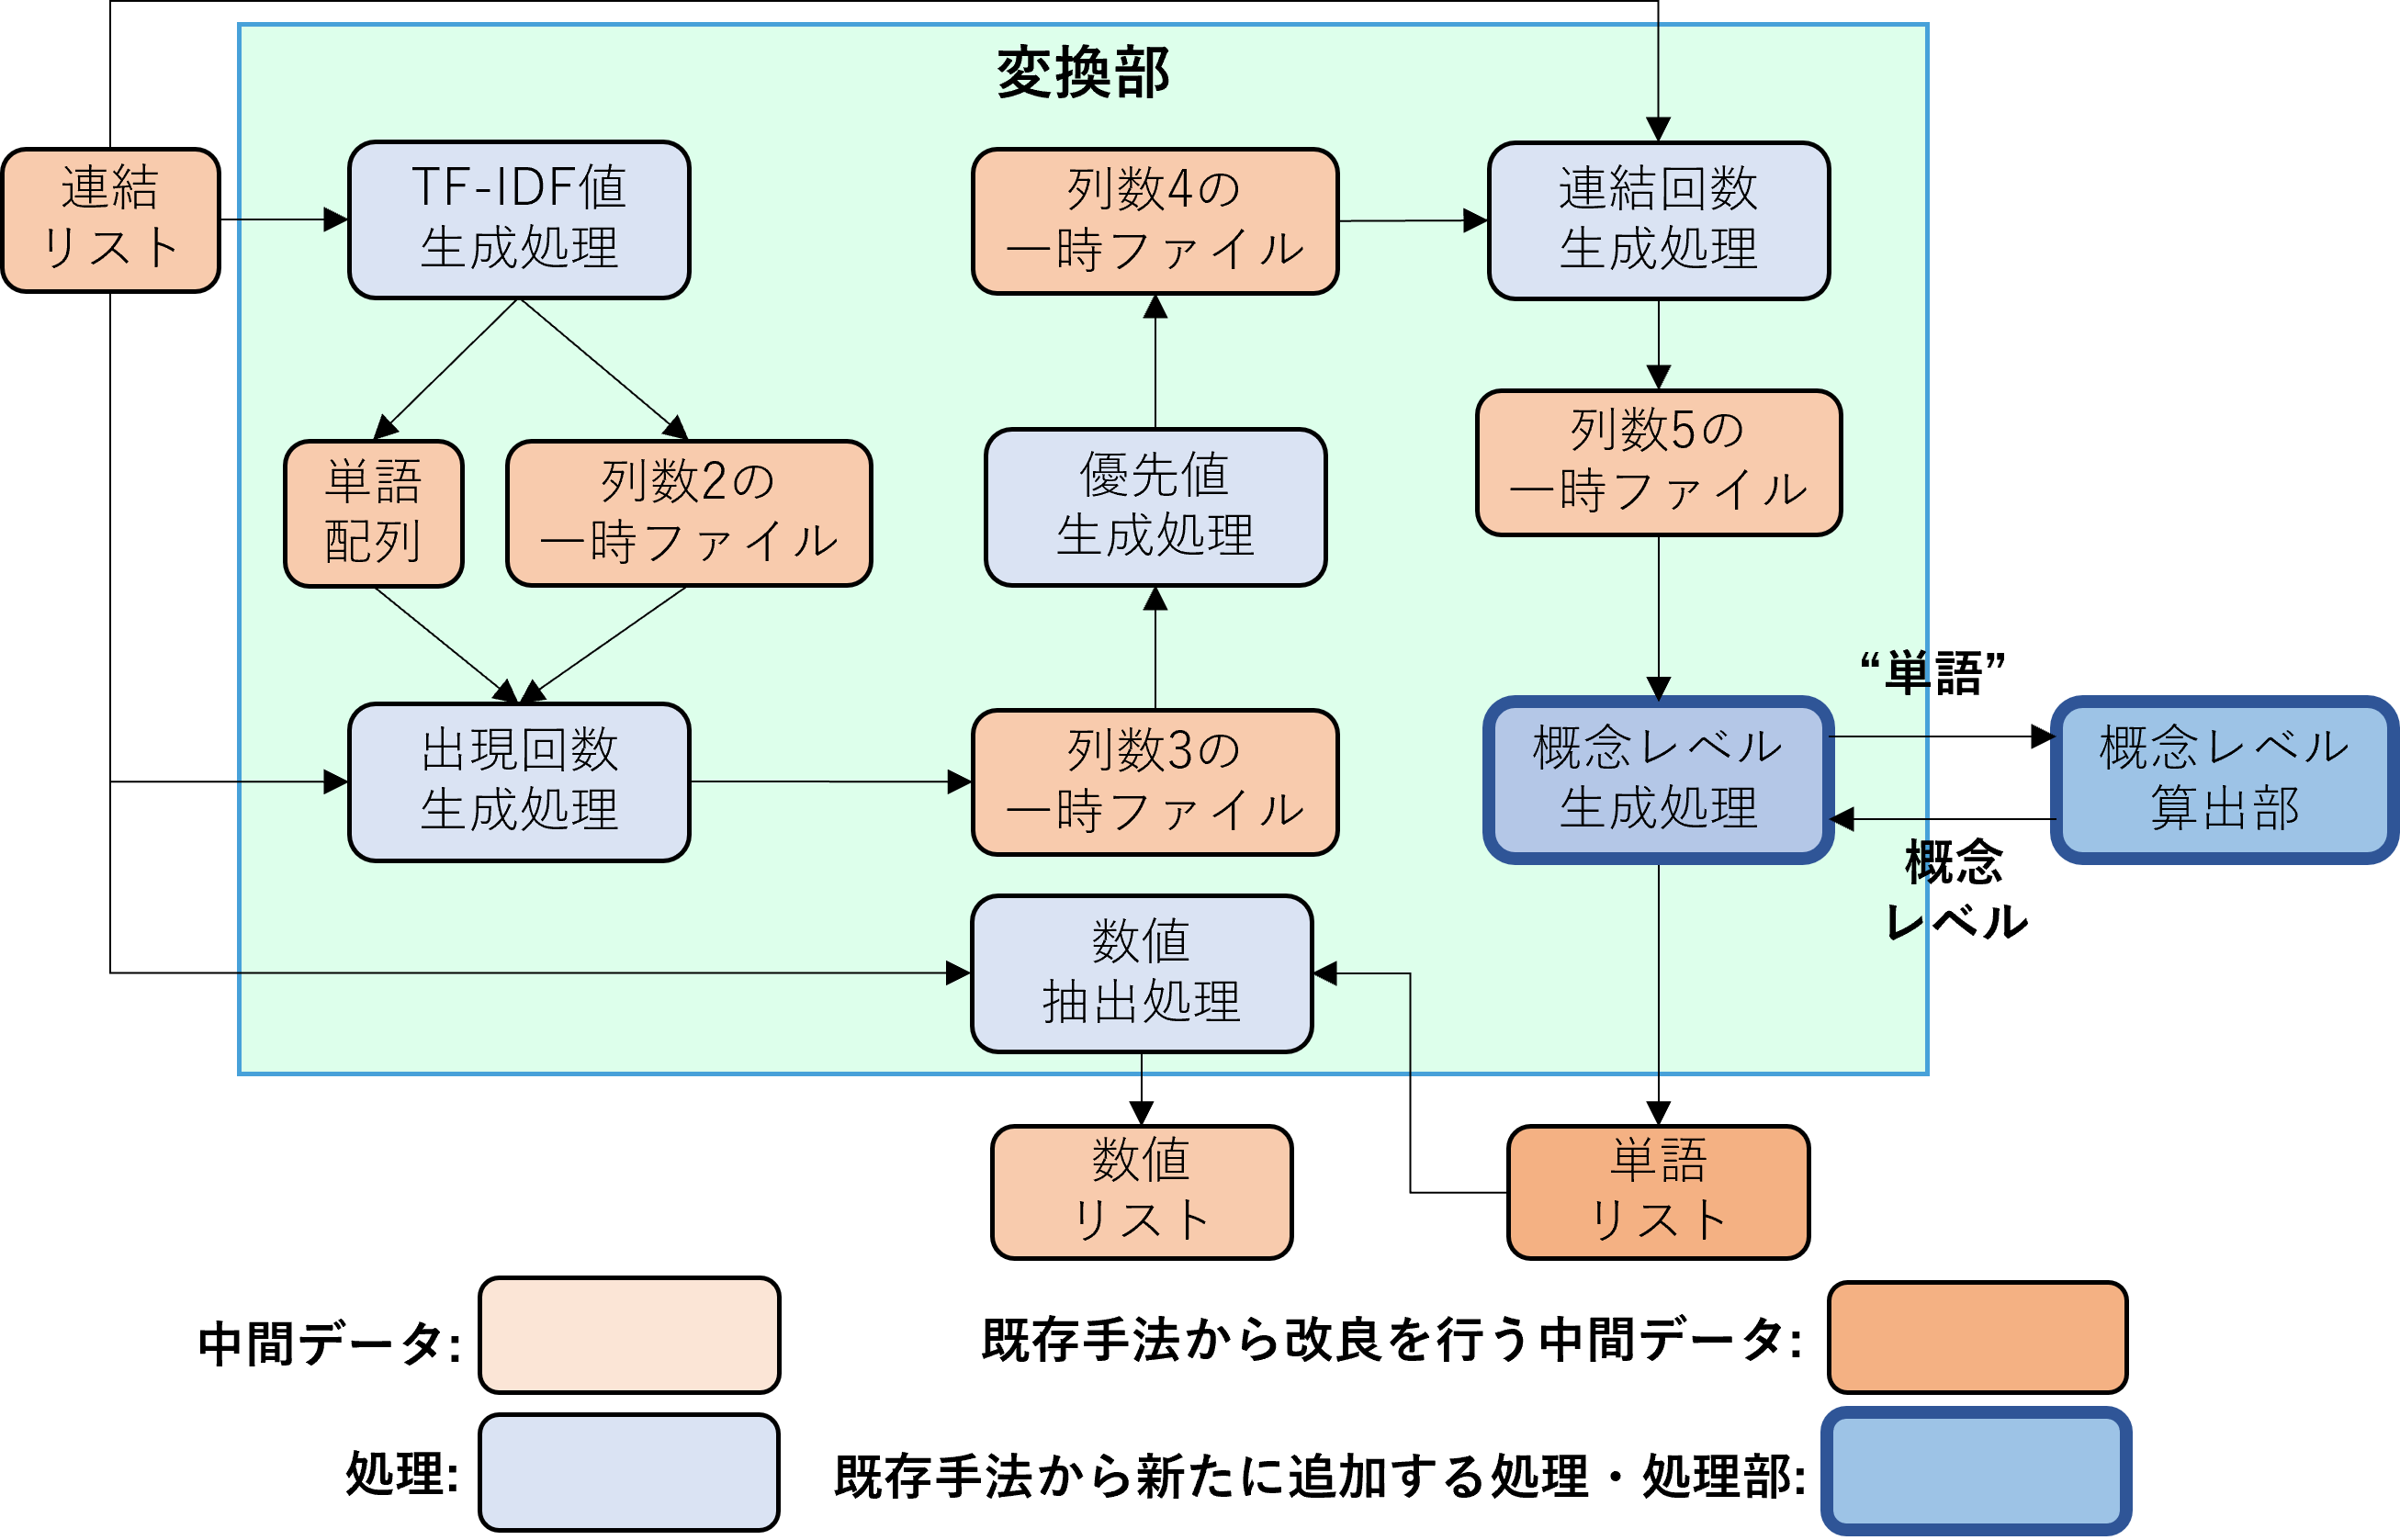 変換部
連結
リスト
TF-IDF値
生成処理
列数4の
一時ファイル
連結回数
生成処理
単語
配列
列数2の
一時ファイル
優先値
生成処理
列数5の
一時ファイル
“単語”
出現回数
生成処理
列数3の
一時ファイル
概念レベル
生成処理
概念レベル
算出部
概念
レベル
数値
抽出処理
数値
リスト
単語
リスト
中間データ:
既存手法から改良を行う中間データ:
処理:
既存手法から新たに追加する処理・処理部: